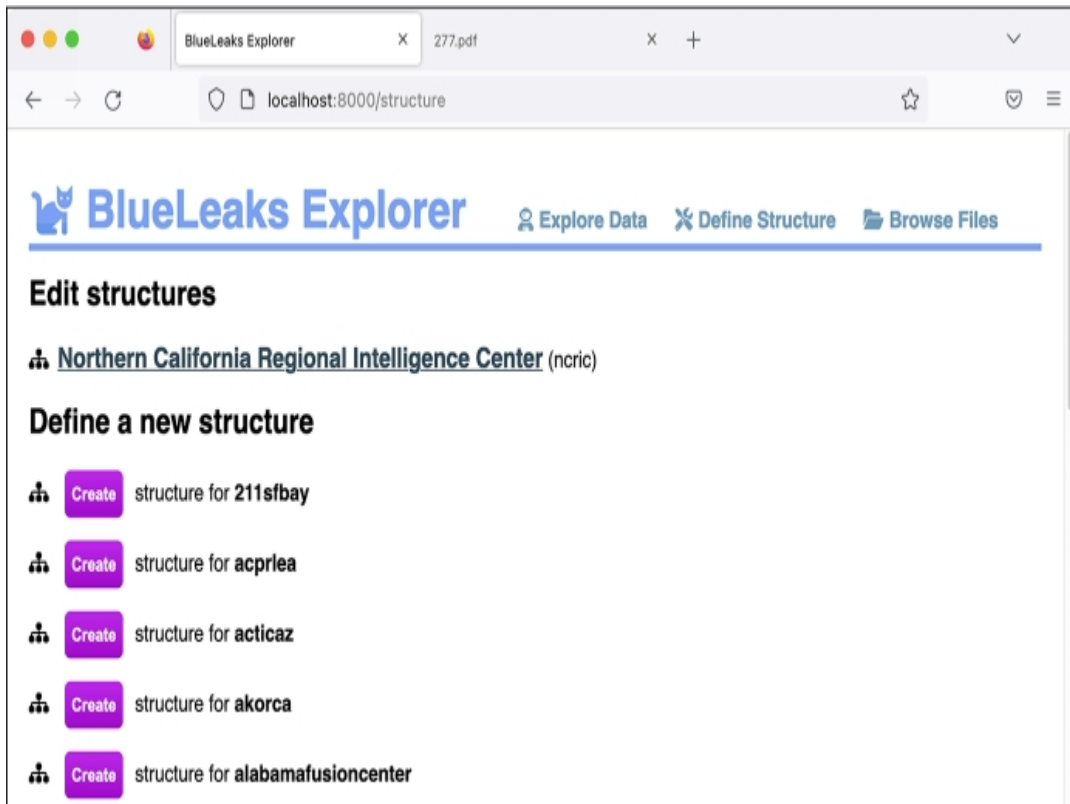 BlueLeaks Explorer
277.pdf
localhost:8000/structure
BlueLeaks Explorer
Explore Data
Define Structure
Browse Files
Edit structures
Northern California Regional Intelligence Center (ncric)
Define a new structure
Create structure for 211sfbay
Create structure for acprlea
Create structure for acticaz
Create structure for akorca
Create structure for alabamafusioncenter